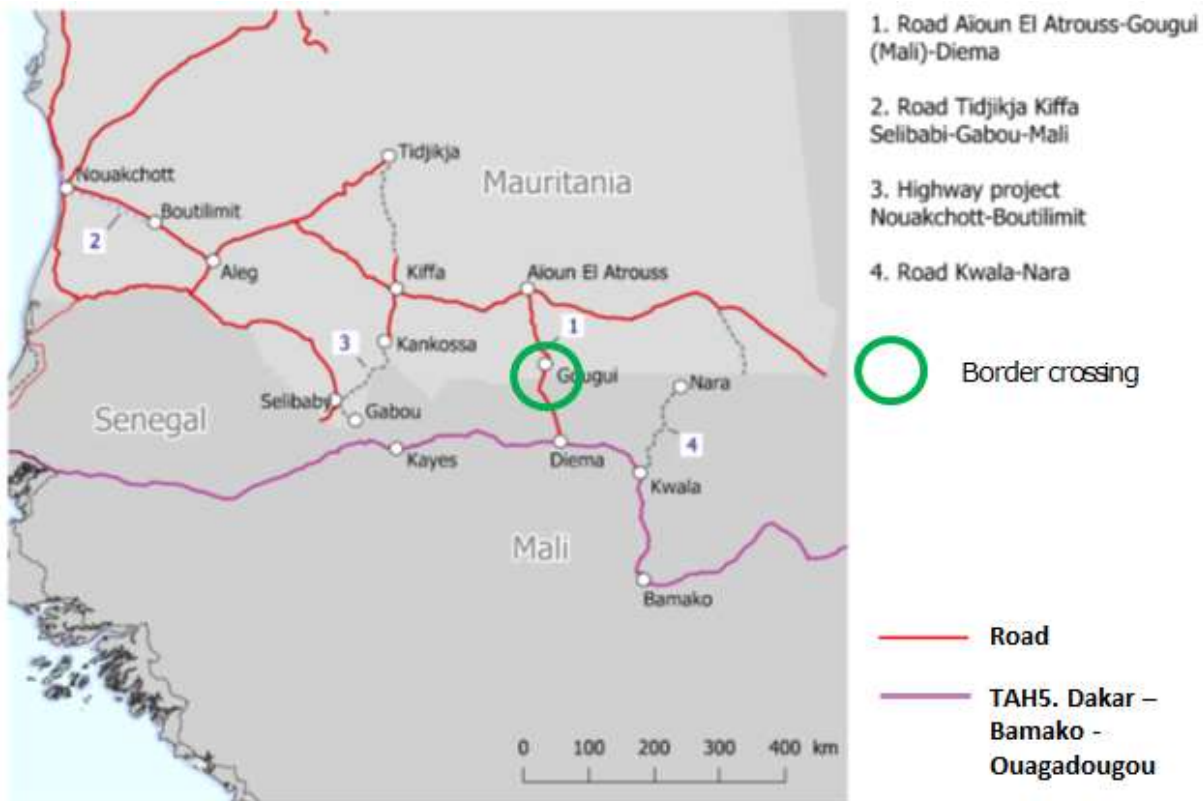 1. Road Aïoun El Atrouss-Gougui
(Mali)-Diema
2. Road Tidjikja Kiffa
Selibabi-Gabou-Mali
3. Highway project
Nouakchott-Boutilimit
4. Road Kwala-Nara
Border crossing
Road
TAH5. Dakar –
Bamako -
Ouagadougou
Tidjikja
Nouakchott
Mauritania
Boutilimit
2
Aleg
Kiffa
Aïoun El Atrouss
1
3
Kankossa
Gougui
Nara
Selibaby
Gabou
Senegal
4
Kayes
Diema
Kwala
Mali
Bamako
0 100 200 300 400 km